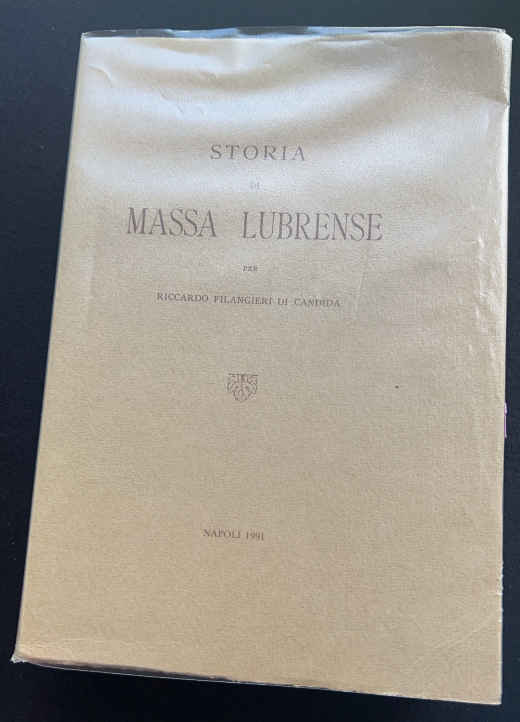 STORIA
DI
MASSA LUBRENSE
PER
RICCARDO FILANGIERI DI CANDIDA
NAPOLI 1991